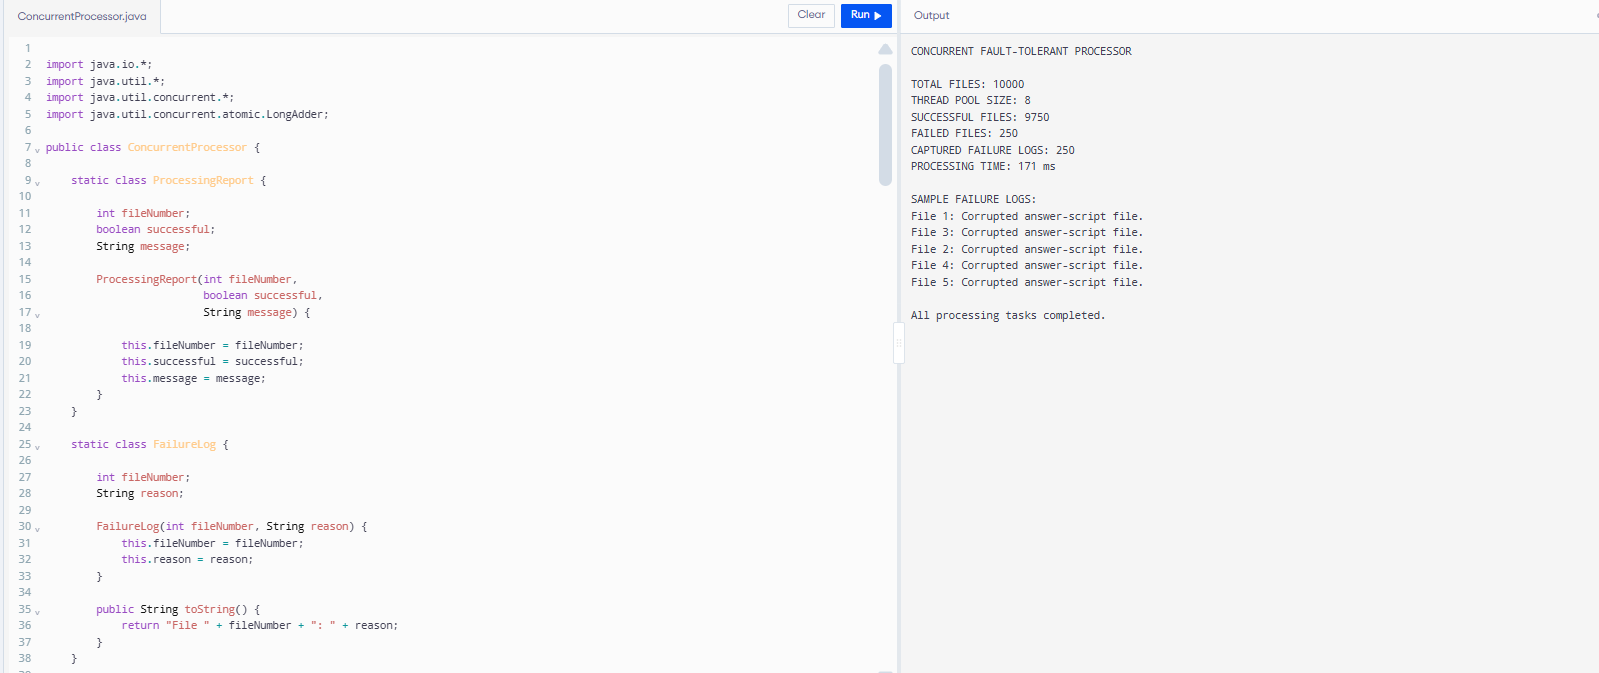 ConcurrentProcessor.java
Clear
Run
1
2 import java.io.*;
3 import java.util.*;
4 import java.util.concurrent.*;
5 import java.util.concurrent.atomic.LongAdder;
6
7 public class ConcurrentProcessor {
8
9 static class ProcessingReport {
10
11 int fileNumber;
12 boolean successful;
13 String message;
14
15 ProcessingReport(int fileNumber,
16 boolean successful,
17 String message) {
18
19 this.fileNumber = fileNumber;
20 this.successful = successful;
21 this.message = message;
22 }
23 }
24
25 static class FailureLog {
26
27 int fileNumber;
28 String reason;
29
30 FailureLog(int fileNumber, String reason) {
31 this.fileNumber = fileNumber;
32 this.reason = reason;
33 }
34
35 public String toString() {
36 return "File " + fileNumber + ": " + reason;
37 }
38 }
Output
CONCURRENT FAULT-TOLERANT PROCESSOR
TOTAL FILES: 10000
THREAD POOL SIZE: 8
SUCCESSFUL FILES: 9750
FAILED FILES: 250
CAPTURED FAILURE LOGS: 250
PROCESSING TIME: 171 ms
SAMPLE FAILURE LOGS:
File 1: Corrupted answer-script file.
File 3: Corrupted answer-script file.
File 2: Corrupted answer-script file.
File 4: Corrupted answer-script file.
File 5: Corrupted answer-script file.
All processing tasks completed.